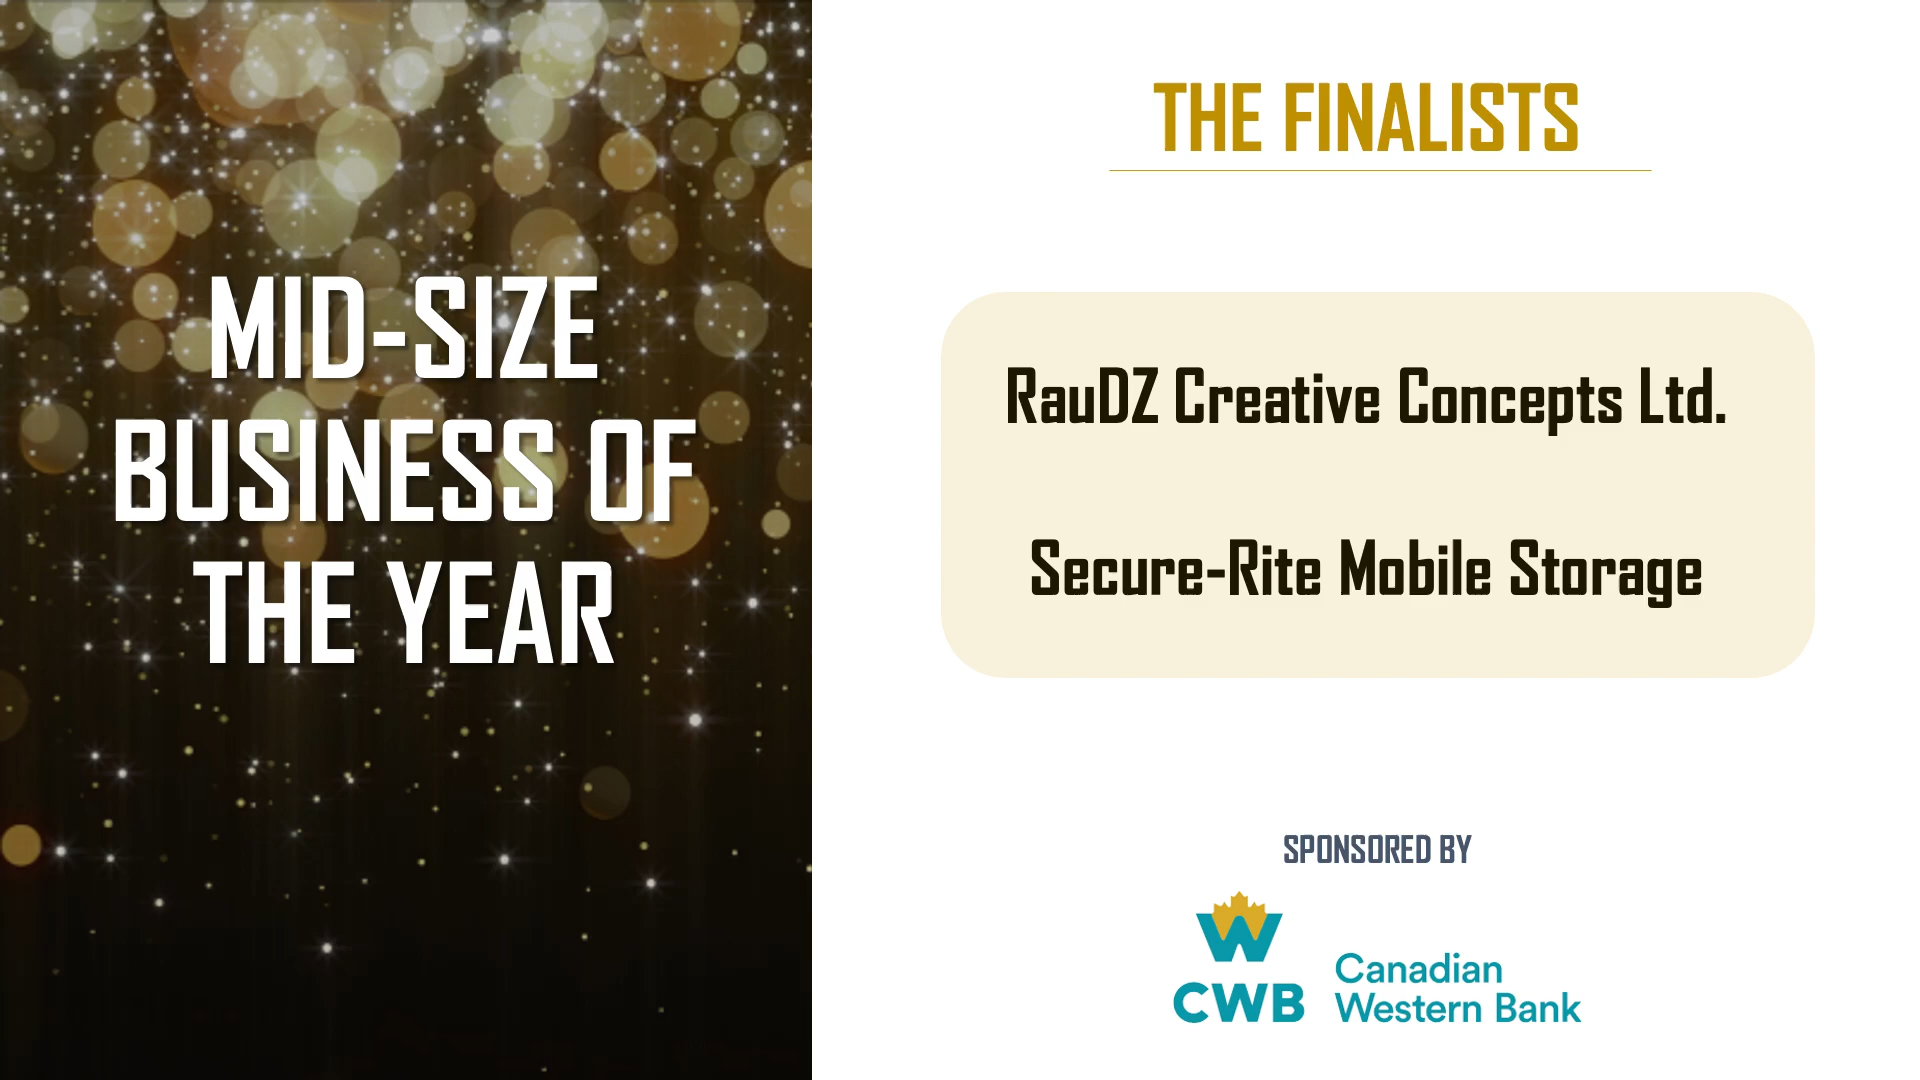 MID-SIZE
BUSINESS OF
THE YEAR
THE FINALISTS
RauDZ Creative Concepts Ltd.
Secure-Rite Mobile Storage
SPONSORED BY
W
CWB
Canadian
Western Bank